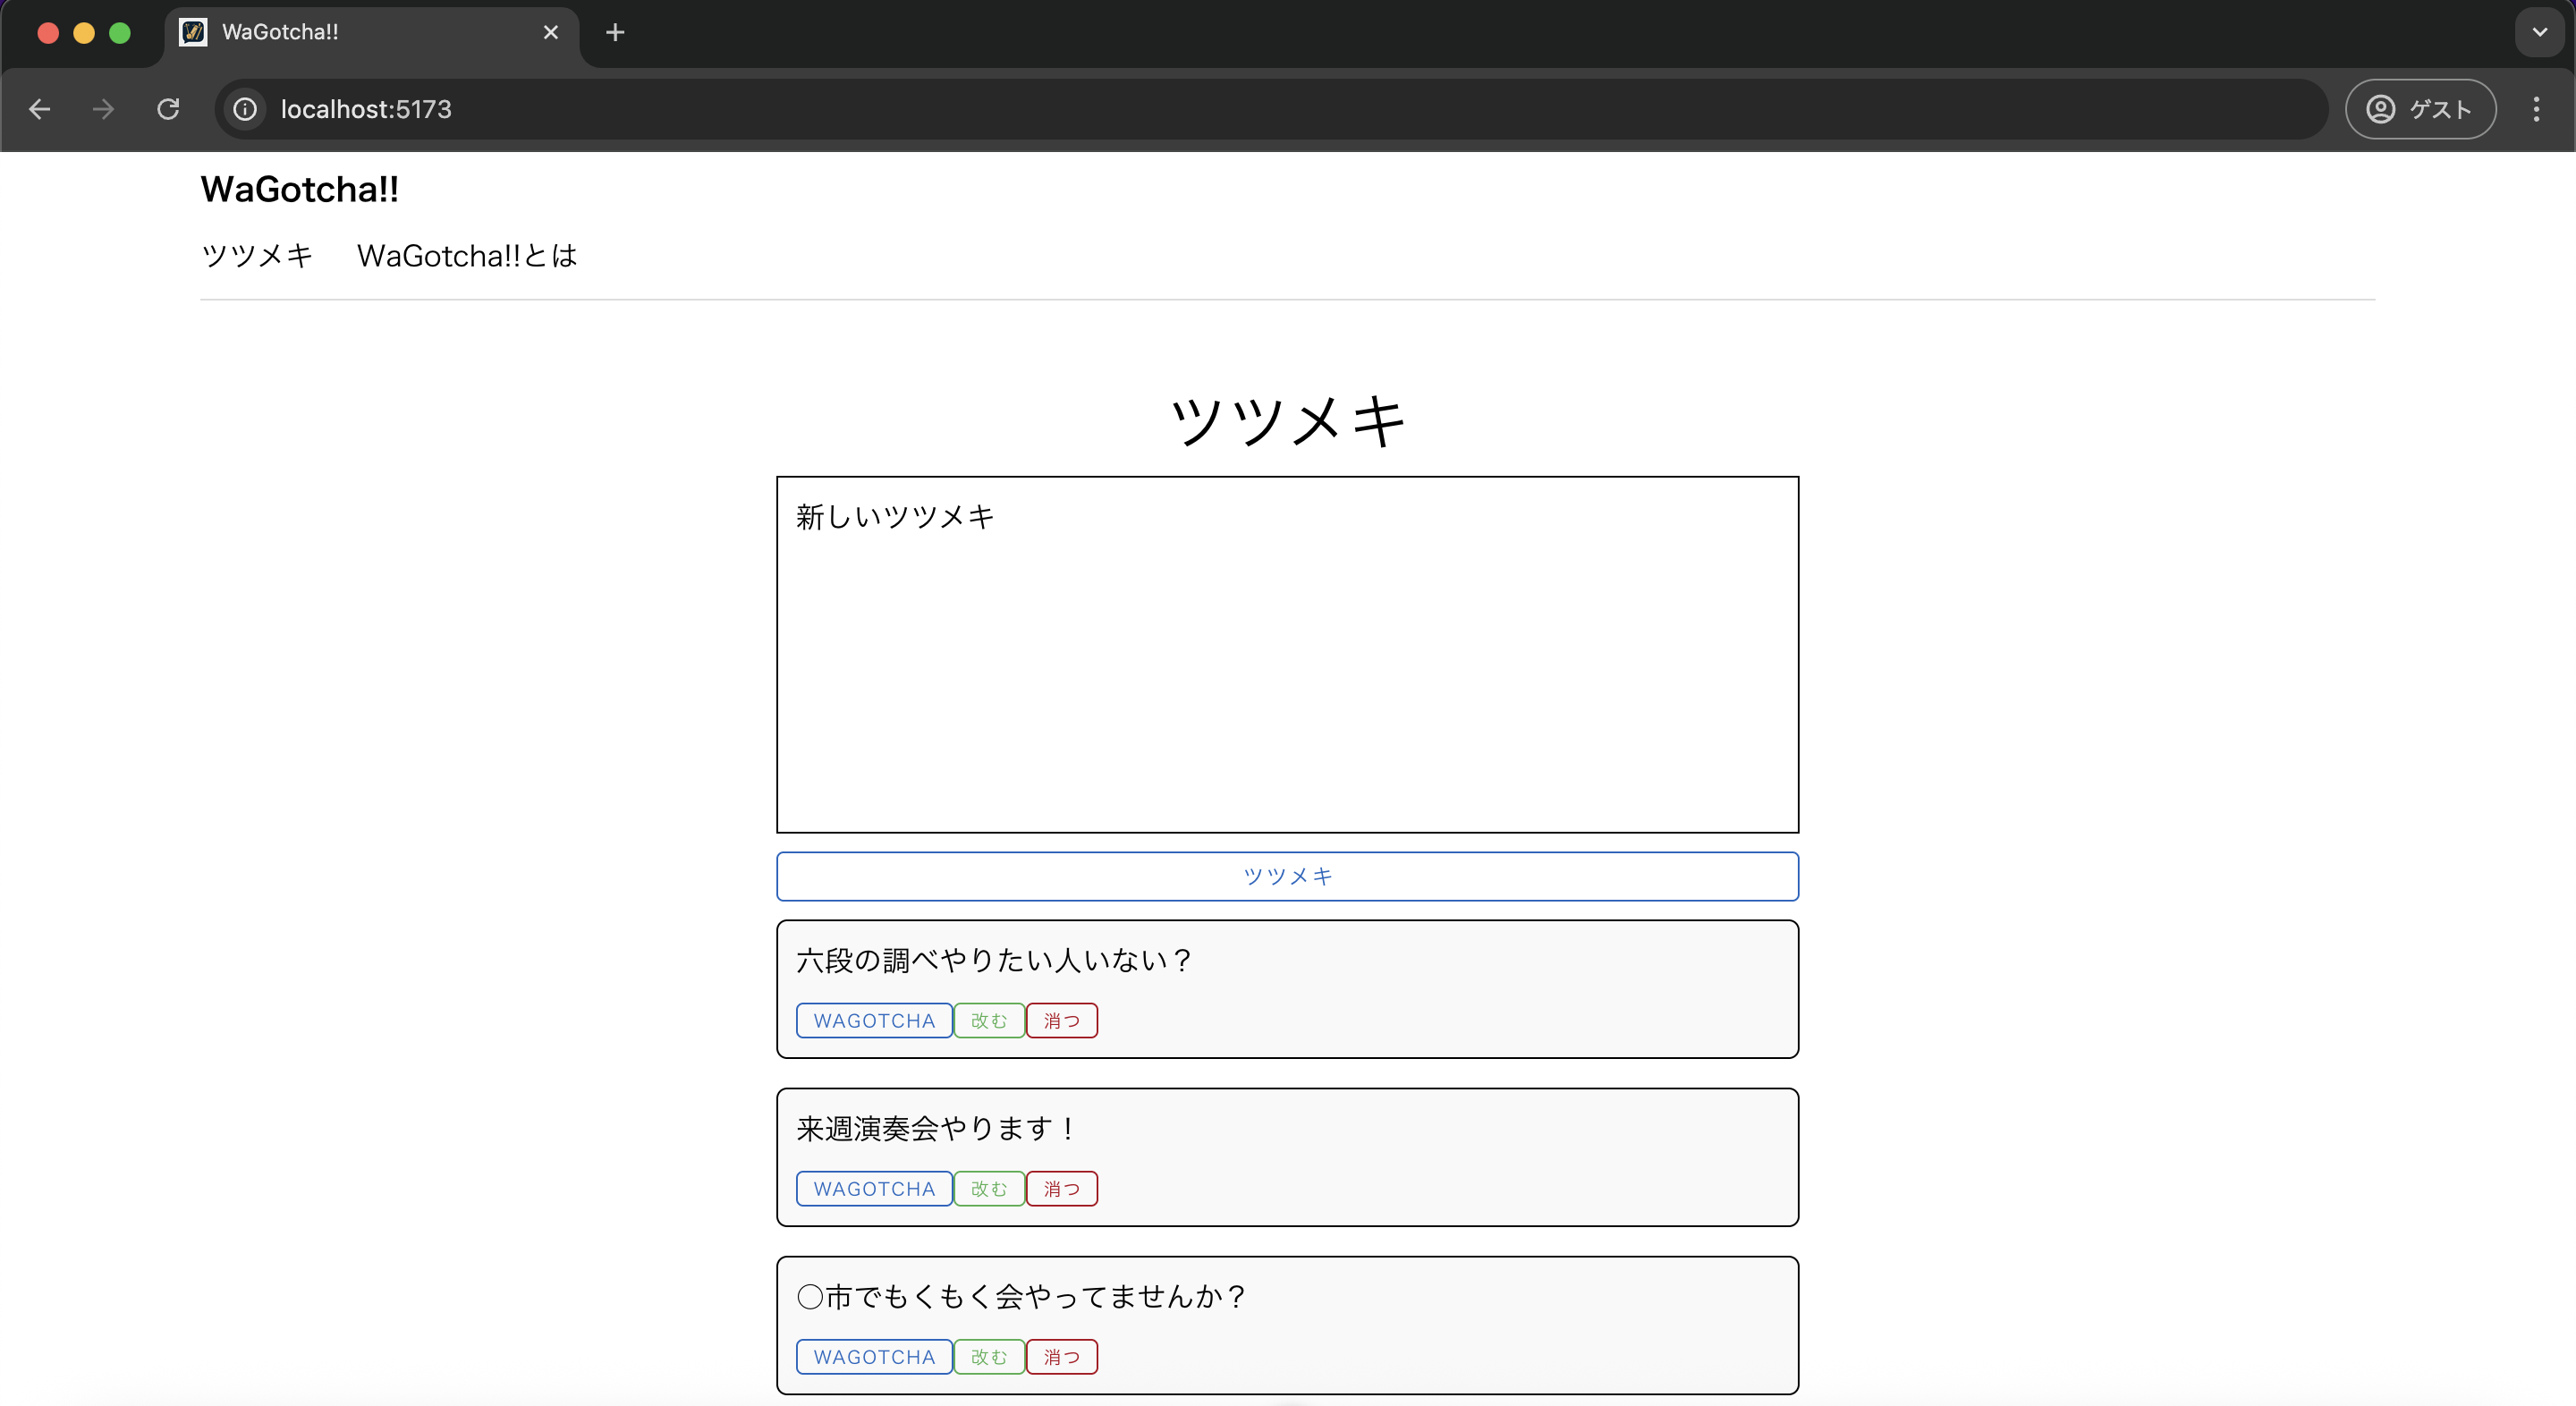 WaGotcha!!
localhost:5173
ゲスト
WaGotcha!!
ツツメキ WaGotcha!!とは
ツツメキ
新しいツツメキ
ツツメキ
六段の調べやりたい人いない？
WAGOTCHA 改む 消つ
来週演奏会やります！
WAGOTCHA 改む 消つ
○市でもくもく会やってませんか？
WAGOTCHA 改む 消つ